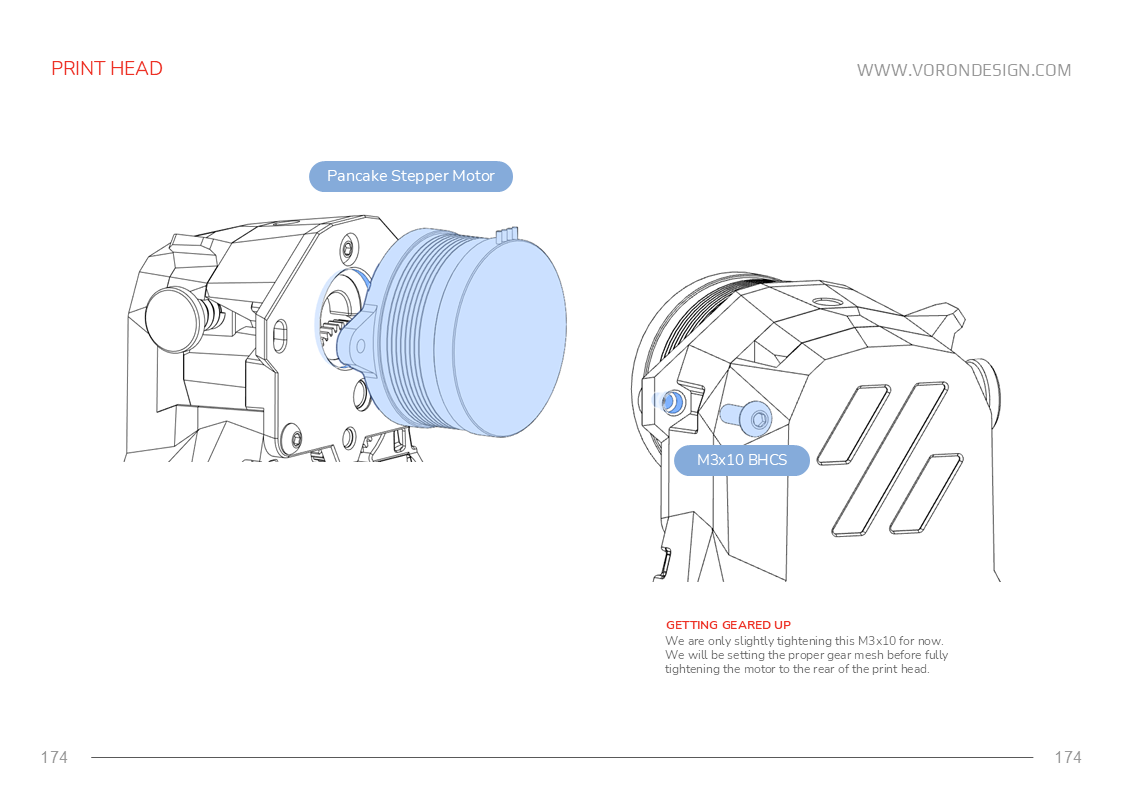 PRINT HEAD
WWW.VORONDESIGN.COM
Pancake Stepper Motor
M3x10 BHCS
GETTING GEARED UP
We are only slightly tightening this M3x10 for now.
We will be setting the proper gear mesh before fully
tightening the motor to the rear of the print head.
174
174